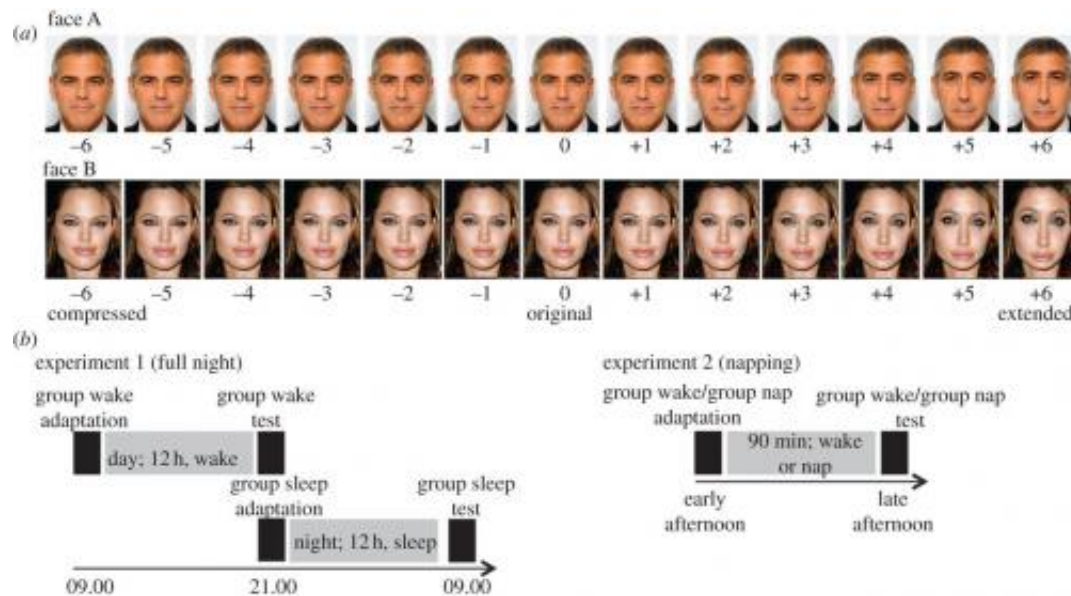 face A
(a)
−6 −5 −4 −3 −2 −1 0 +1 +2 +3 +4 +5 +6
face B
−6 −5 −4 −3 −2 −1 0 +1 +2 +3 +4 +5 +6
compressed original extended
(b)
experiment 1 (full night)
group wake
adaptation
group wake
test
day; 12 h, wake
group sleep
adaptation
group sleep
test
night; 12 h, sleep
09.00 21.00 09.00
experiment 2 (napping)
group wake/group nap
adaptation
group wake/group nap
test
90 min; wake
or nap
early
afternoon
late
afternoon